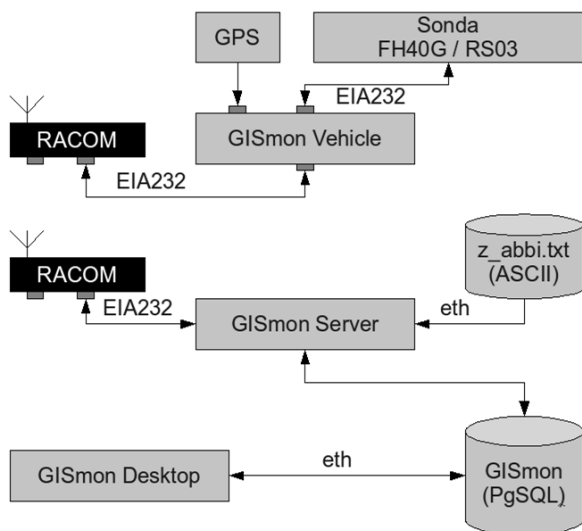 GPS
Sonda
FH40G / RS03
EIA232
RACOM
GISmon Vehicle
EIA232
RACOM
z_abbi.txt
(ASCII)
EIA232
GISmon Server
eth
GISmon Desktop
eth
GISmon
(PgSQL)